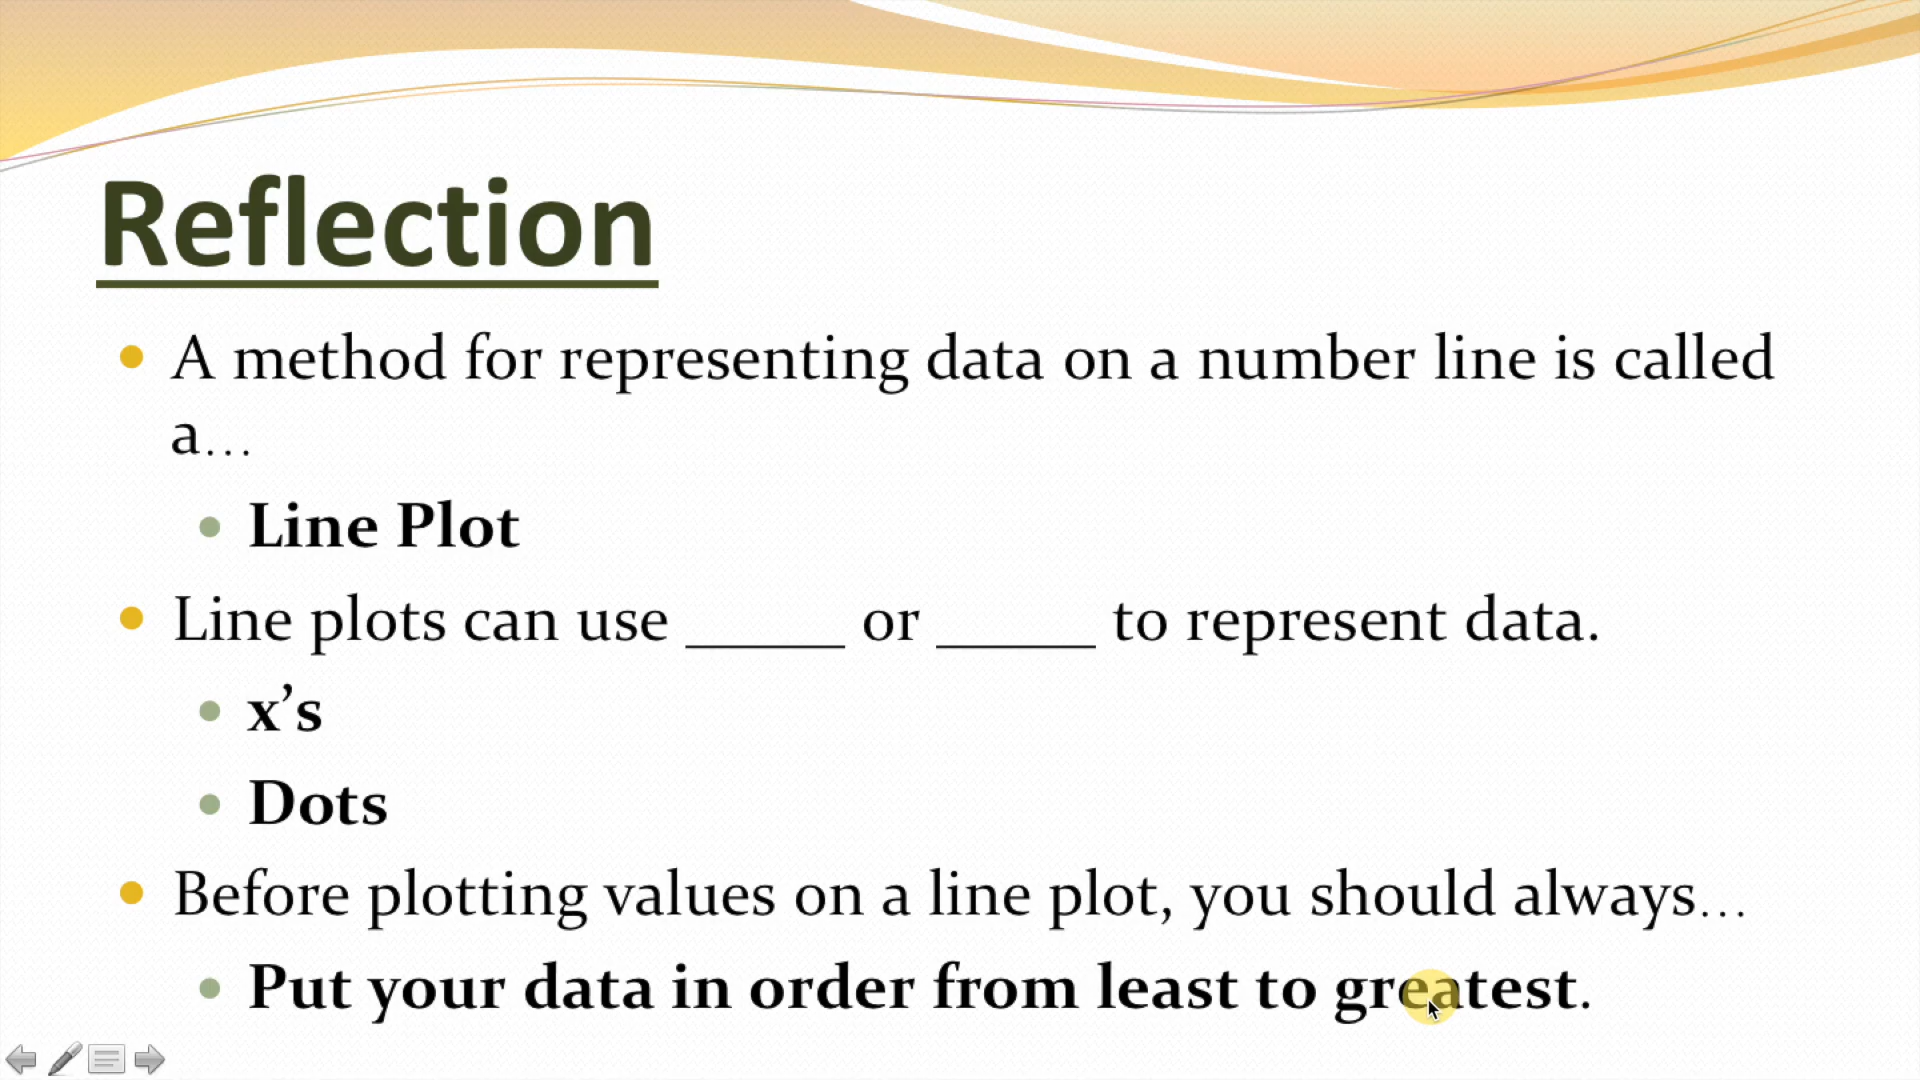 Reflection
A method for representing data on a number line is called
a...
Line Plot
Line plots can use _____ or _____ to represent data.
x’s
Dots
Before plotting values on a line plot, you should always...
Put your data in order from least to greatest.